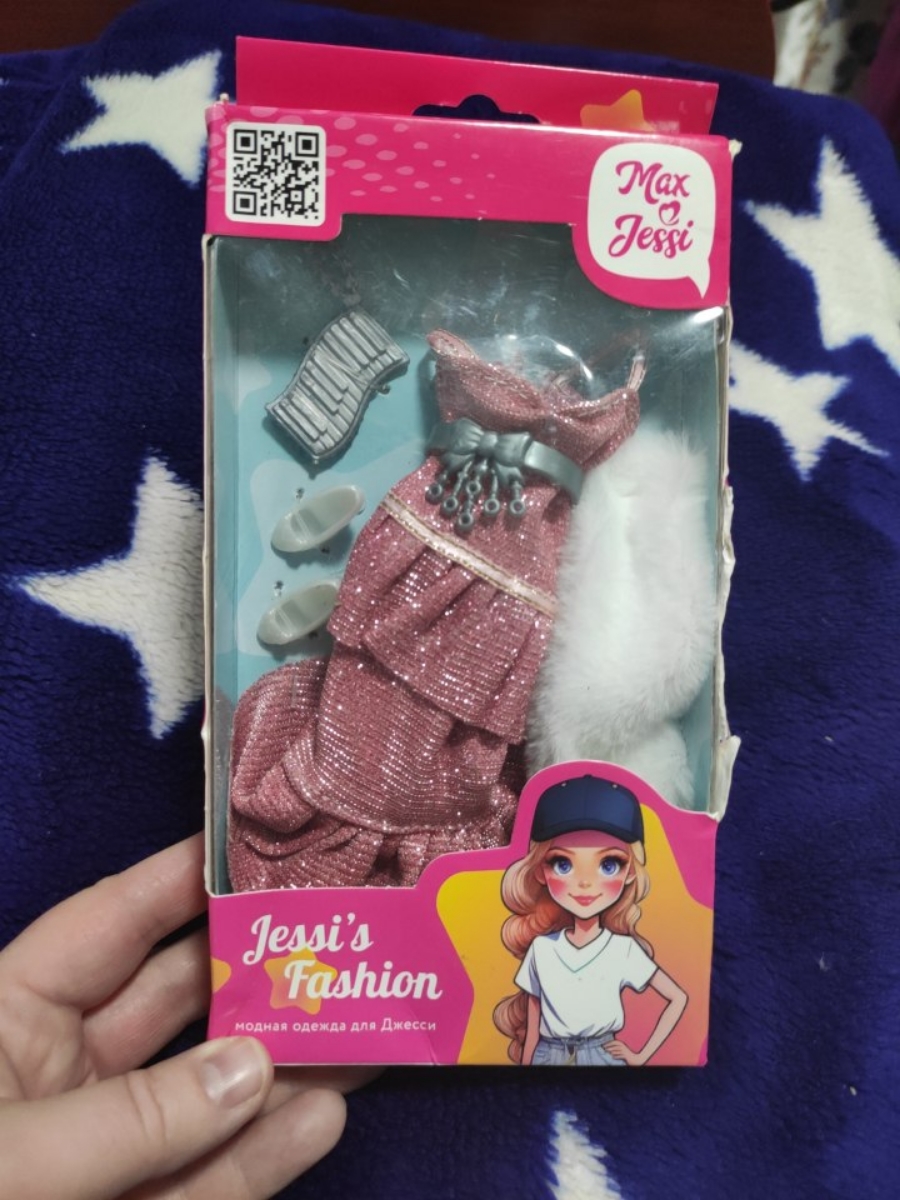 Max
Jessi
Jessi's
Fashion
модная одежда для Джесси